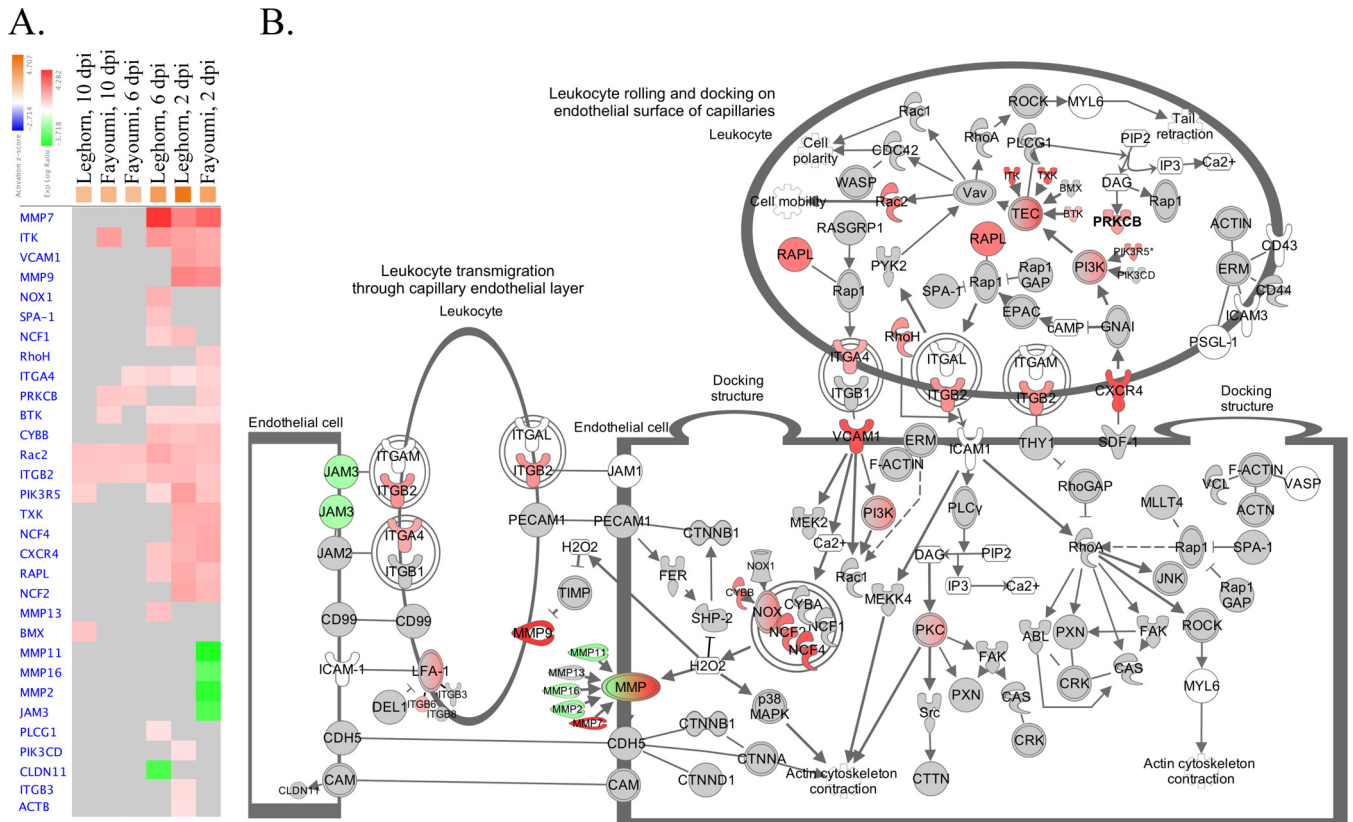 A.
B.
4.707
-2.714
Activation z-score
4.282
-3.718
Exp Log Ratio
Leghorn, 10 dpi
Fayoumi, 10 dpi
Fayoumi, 6 dpi
Leghorn, 6 dpi
Leghorn, 2 dpi
Fayoumi, 2 dpi
MMP7
ITK
VCAM1
MMP9
NOX1
SPA-1
NCF1
RhoH
ITGA4
PRKCB
BTK
CYBB
Rac2
ITGB2
PIK3R5
TXK
NCF4
CXCR4
RAPL
NCF2
MMP13
BMX
MMP11
MMP16
MMP2
JAM3
PLCG1
PIK3CD
CLDN11
ITGB3
ACTB
Leukocyte rolling and docking on
endothelial surface of capillaries
Leukocyte
Cell
polarity
Rac1
CDC42
WASP
Cell mobility
Rac2
RhoA
ROCK
MYL6
Tail
retraction
PLCG1
PIP2
IP3
Ca2+
DAG
Rap1
PRKCB
Vav
ITK
TXK
BMX
BTK
TEC
RASGRP1
RAPL
Rap1
PYK2
RAPL
SPA-1
Rap1
Rap1
GAP
EPAC
cAMP
GNAI
PI3K
PIK3R5*
PIK3CD
ACTIN
ERM
CD43
CD44
ICAM3
PSGL-1
RhoH
ITGA4
ITGB1
ITGAL
ITGB2
ITGAM
ITGB2
CXCR4
Leukocyte transmigration
through capillary endothelial layer
Leukocyte
Docking
structure
Docking
structure
Endothelial cell
Endothelial cell
JAM3
JAM3
JAM2
CD99
ICAM-1
CDH5
CAM
CLDN11
ITGAM
ITGB2
ITGA4
ITGB1
CD99
LFA-1
DEL1
ITGB6
ITGB3
ITGB8
ITGAL
ITGB2
PECAM1
MMP9
JAM1
PECAM1
H2O2
TIMP
MMP11
MMP13
MMP16
MMP2
MMP7
MMP
CDH5
CAM
CTNNB1
FER
SHP-2
H2O2
p38
MAPK
CTNNB1
CTNNA
CTNND1
Actin cytoskeleton
contraction
VCAM1
ERM
F-ACTIN
ICAM1
THY1
SDF-1
MEK2
Ca2+
PI3K
Rac1
MEKK4
NOX1
CYBB
NOX
CYBA
NCF2
NCF1
NCF4
PLCγ
DAG
PIP2
IP3
Ca2+
PKC
FAK
PXN
CAS
CRK
Src
CTTN
RhoGAP
RhoA
MLLT4
Rap1
SPA-1
Rap1
GAP
JNK
ABL
PXN
FAK
CRK
CAS
ROCK
MYL6
Actin cytoskeleton
contraction
F-ACTIN
VCL
VASP
ACTN